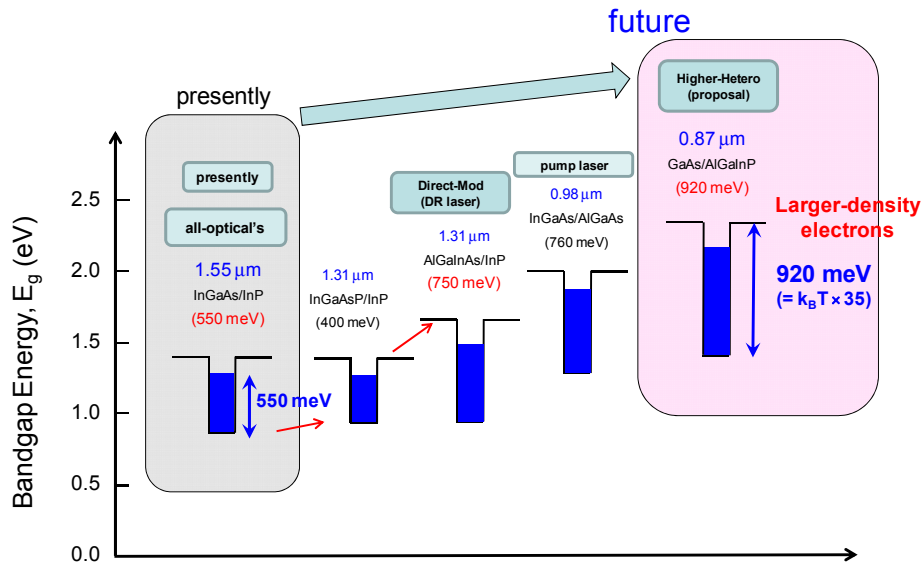 future
presently
Higher-Hetero
(proposal)
0.87 μm
GaAs/AlGaInP
(920 meV)
pump laser
0.98 μm
InGaAs/AlGaAs
(760 meV)
presently
all-optical's
1.55 μm
InGaAs/InP
(550 meV)
1.31 μm
InGaAsP/InP
(400 meV)
Direct-Mod
(DR laser)
1.31 μm
AlGaInAs/InP
(750 meV)
Larger-density
electrons
920 meV
(= kBT × 35)
550 meV
Bandgap Energy, Eg (eV)
2.5
2.0
1.5
1.0
0.5
0.0